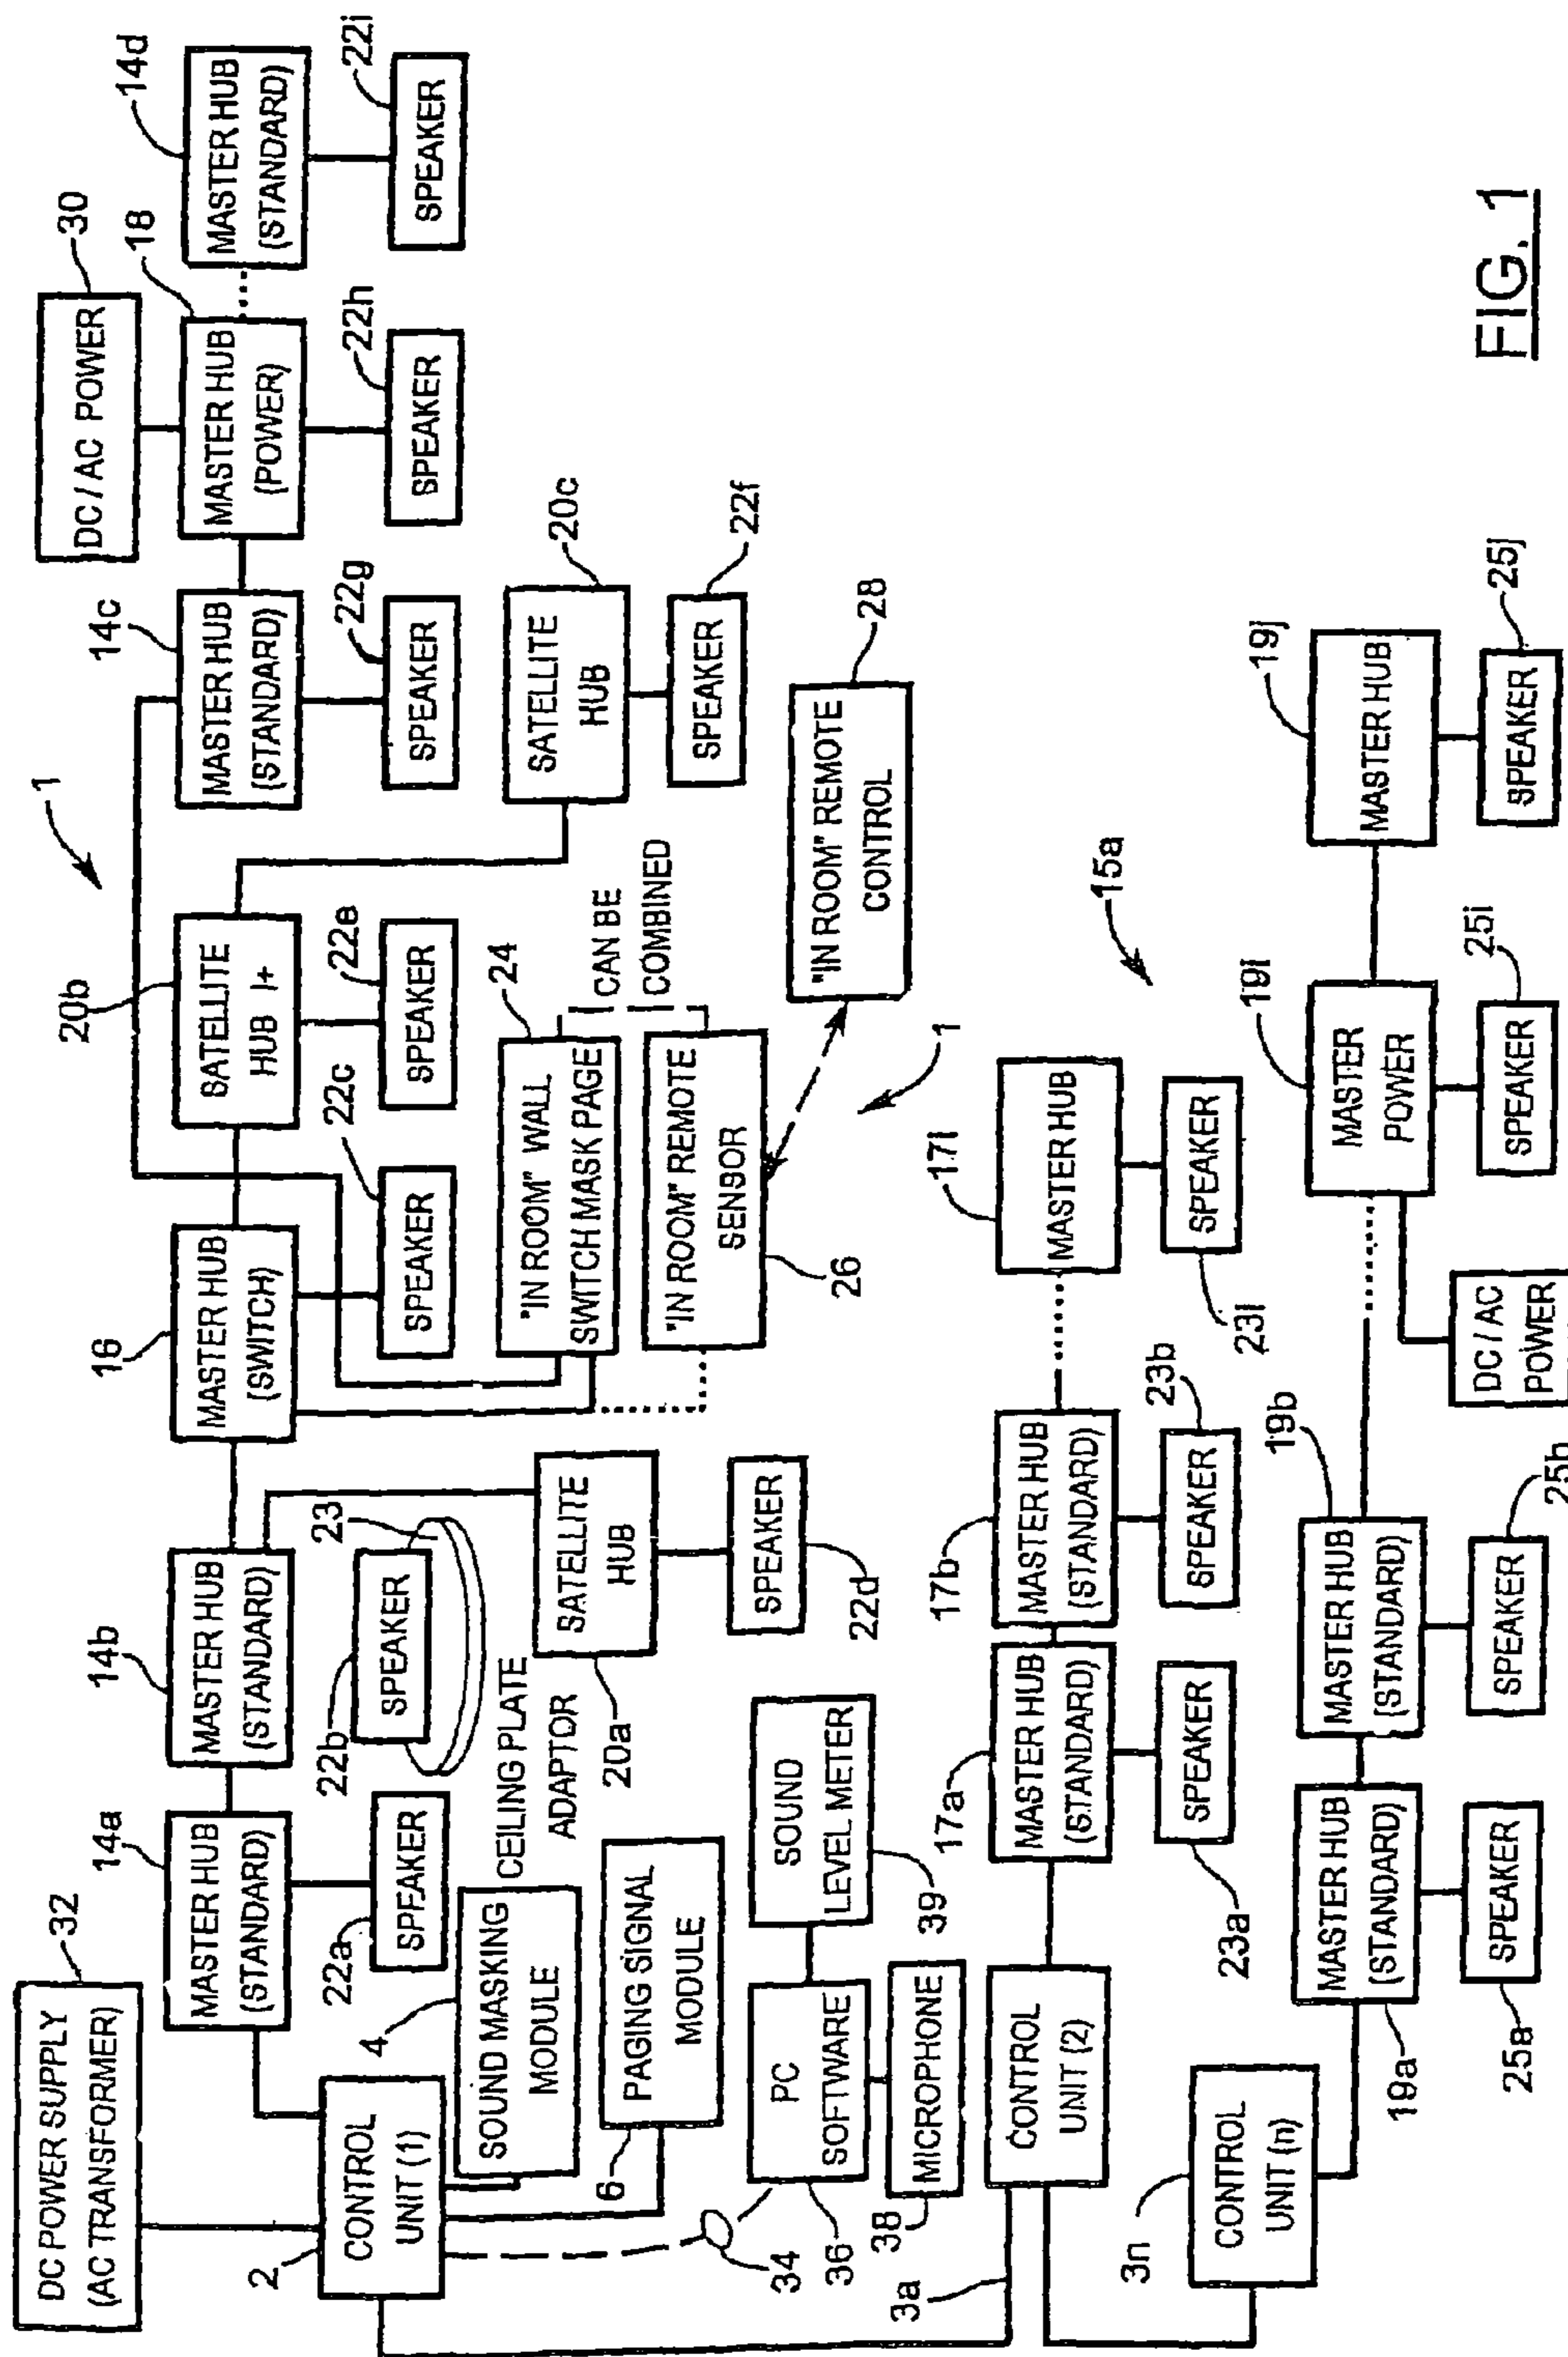 DC POWER SUPPLY
(AC TRANSFORMER)
32
CONTROL
UNIT (1)
2
MASTER HUB
(STANDARD)
14a
SPEAKER
22a
SOUND MASKING
MODULE
4
PAGING SIGNAL
MODULE
6
34
PC
SOFTWARE
36
MICROPHONE
38
SOUND
LEVEL METER
39
MASTER HUB
(STANDARD)
14b
SPEAKER
22b
23
CEILING PLATE
ADAPTOR
SATELLITE
HUB
20a
SPEAKER
22d
MASTER HUB
(SWITCH)
16
SPEAKER
22c
SATELLITE
HUB I+
20b
SPEAKER
22e
"IN ROOM" WALL
SWITCH MASK PAGE
24
CAN BE
COMBINED
"IN ROOM" REMOTE
SENSOR
26
"IN ROOM" REMOTE
CONTROL
28
1
1
MASTER HUB
(STANDARD)
14c
SPEAKER
22g
SATELLITE
HUB
20c
SPEAKER
22f
DC / AC POWER
30
MASTER HUB
(POWER)
18
SPEAKER
22h
MASTER HUB
(STANDARD)
14d
SPEAKER
22i
3a
CONTROL
UNIT (2)
MASTER HUB
(STANDARD)
17a
SPEAKER
23a
MASTER HUB
(STANDARD)
17b
SPEAKER
23b
MASTER HUB
17i
SPEAKER
23i
15a
CONTROL
UNIT (n)
3n
MASTER HUB
(STANDARD)
19a
SPEAKER
25a
MASTER HUB
(STANDARD)
19b
SPEAKER
25b
DC / AC
POWER
MASTER
POWER
19i
SPEAKER
25i
MASTER HUB
19j
SPEAKER
25j
FIG. 1